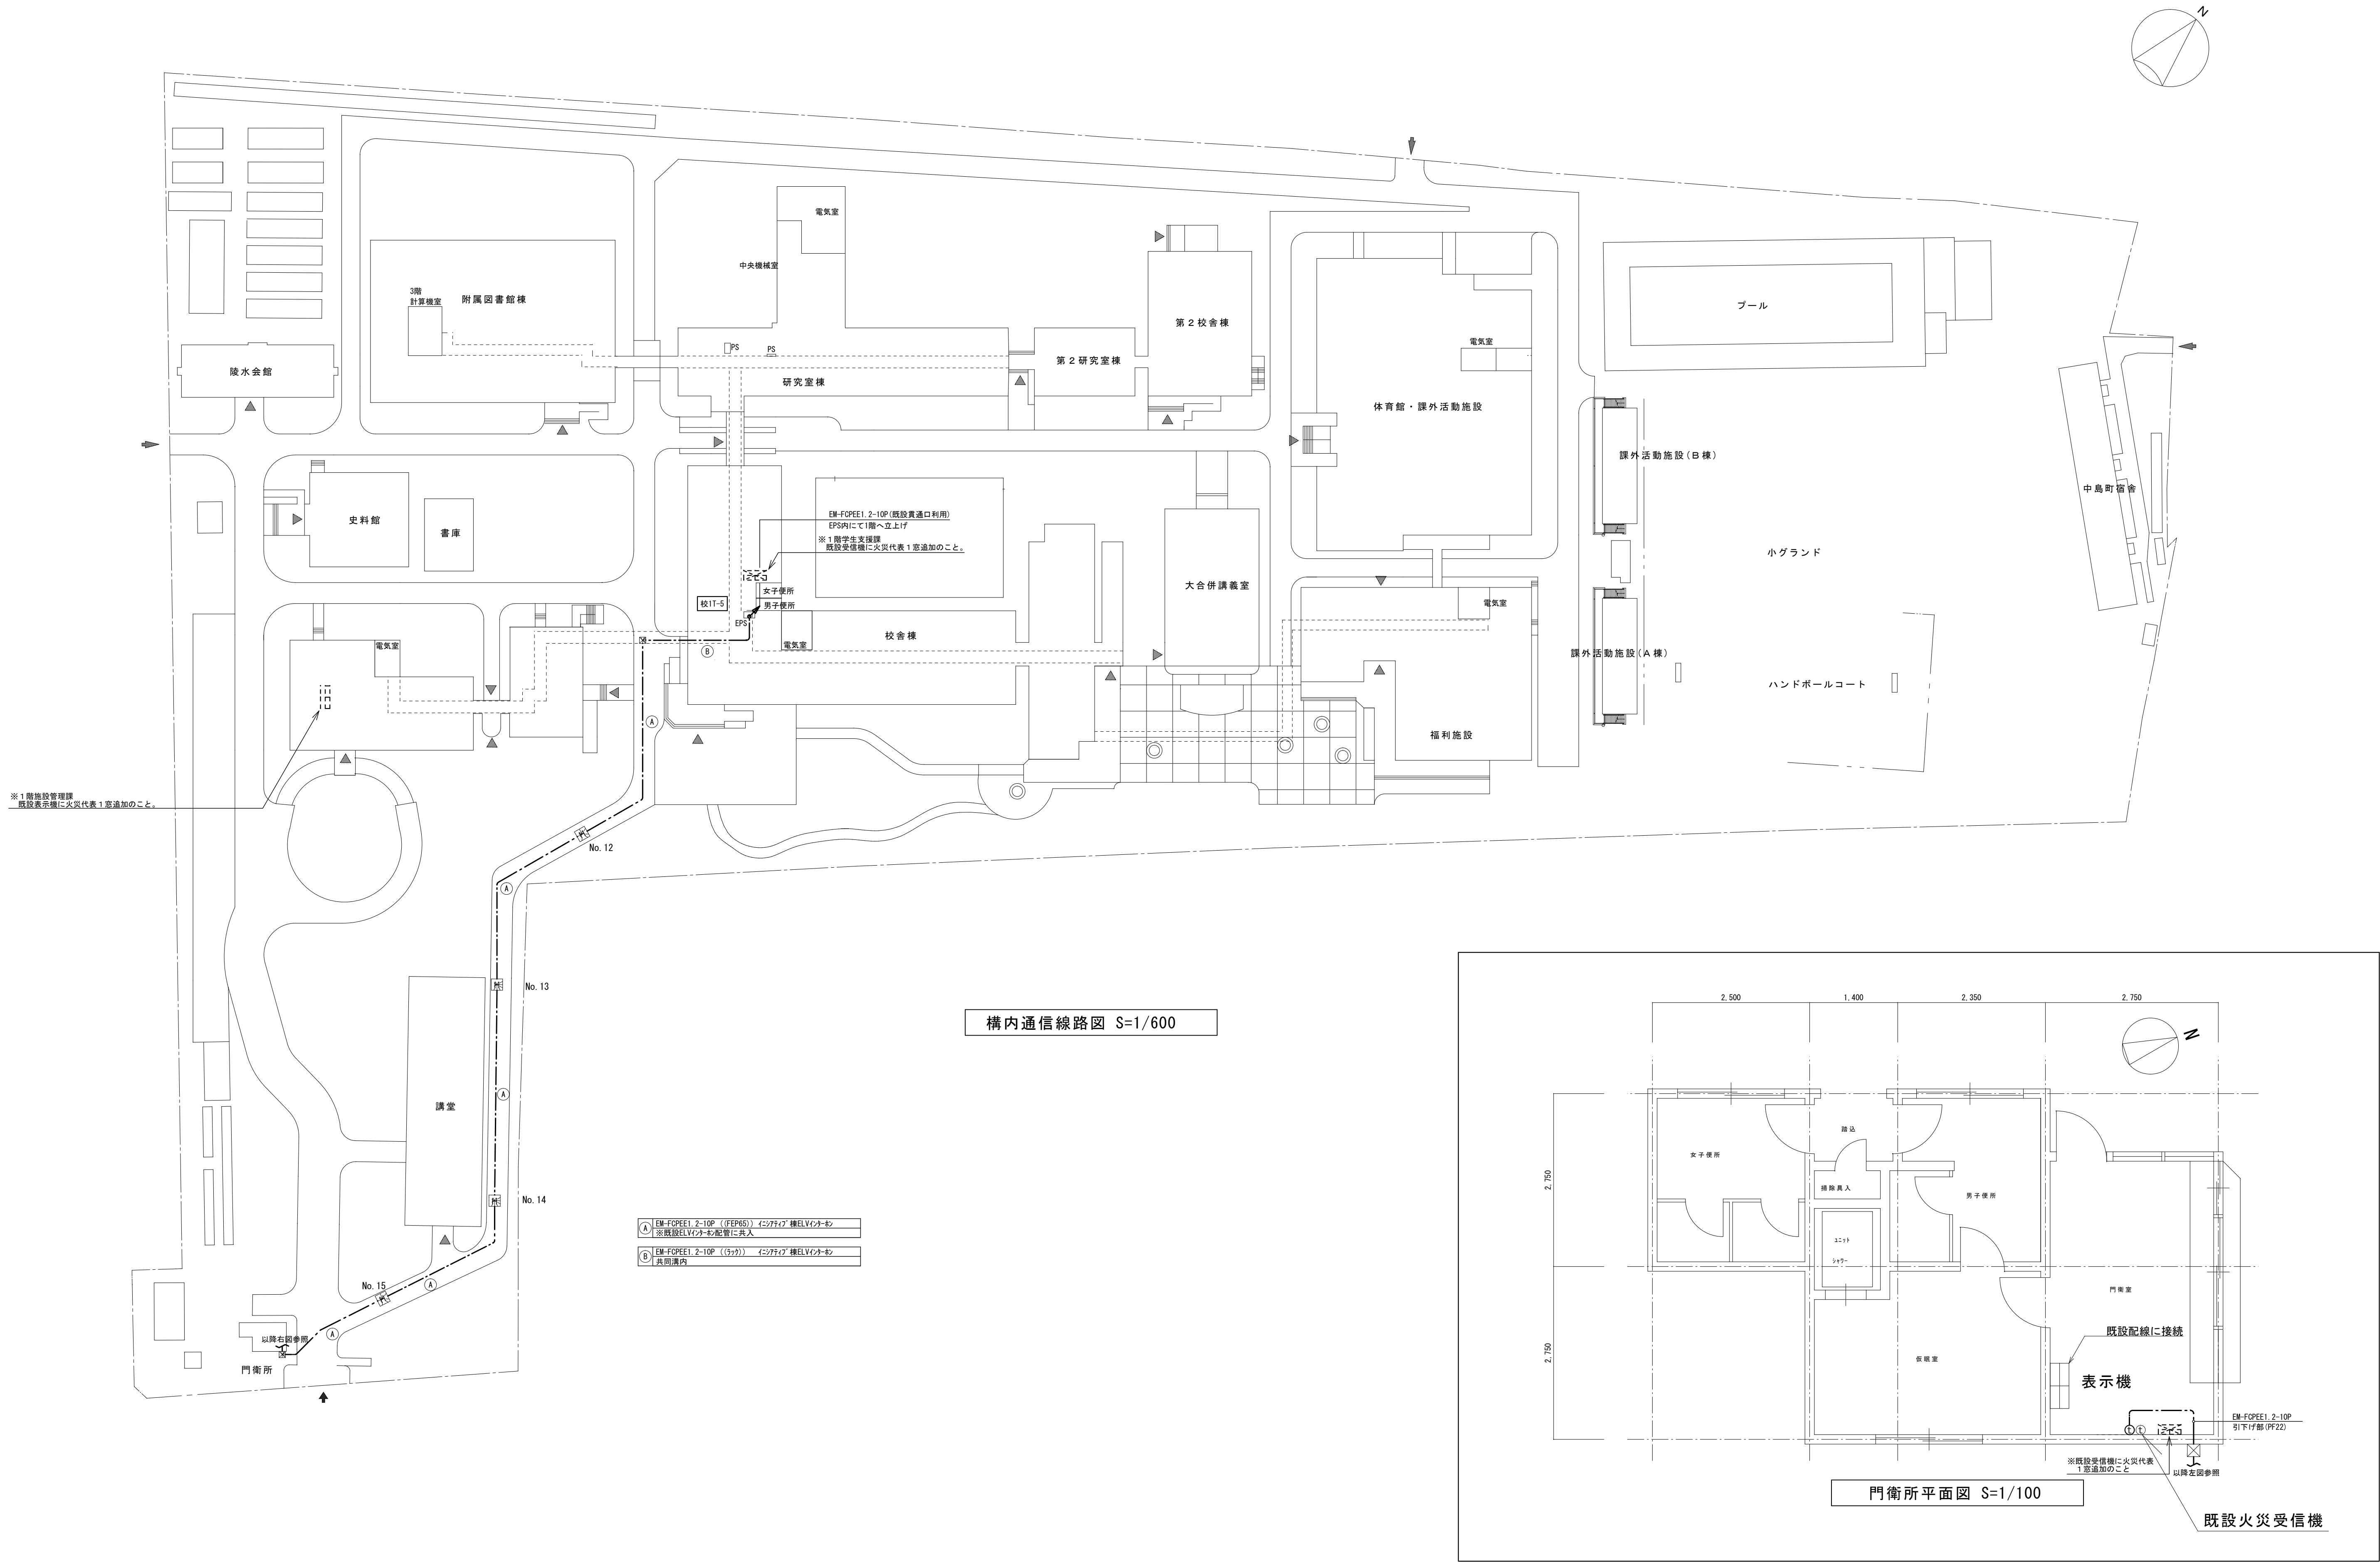 N
電気室
中央機械室
3階
計算機室
附属図書館棟
PS
PS
陵水会館
研究室棟
第2研究室棟
第2校舎棟
電気室
体育館・課外活動施設
プール
課外活動施設(B棟)
中島町宿舎
史料館
書庫
EM-FCPEE1.2-10P(既設貫通口利用)
EPS内にて1階へ立上げ
※1階学生支援課
既設受信機に火災代表1窓追加のこと。
小グランド
大合併講義室
女子便所
校1T-5
男子便所
EPS
電気室
校舎棟
電気室
電気室
B
課外活動施設(A棟)
ハンドボールコート
A
福利施設
※1階施設管理課
既設表示機に火災代表1窓追加のこと。
No.12
A
No.13
構内通信線路図 S=1/600
A
講堂
No.14
A
EM-FCPEE1.2-10P ((FEP65)) イニシアティブ棟ELVインターホン
※既設ELVインターホン配管に共入
B
EM-FCPEE1.2-10P ((ラック)) イニシアティブ棟ELVインターホン
共同溝内
No.15
A
A
以降右図参照
門衛所
2,500
1,400
2,350
2,750
N
踏込
女子便所
2,750
掃除具入
男子便所
ユニット
シャワー
門衛室
既設配線に接続
2,750
仮眠室
表示機
EM-FCPEE1.2-10P
引下げ部(PF22)
t
t
※既設受信機に火災代表
1窓追加のこと
以降左図参照
門衛所平面図 S=1/100
既設火災受信機